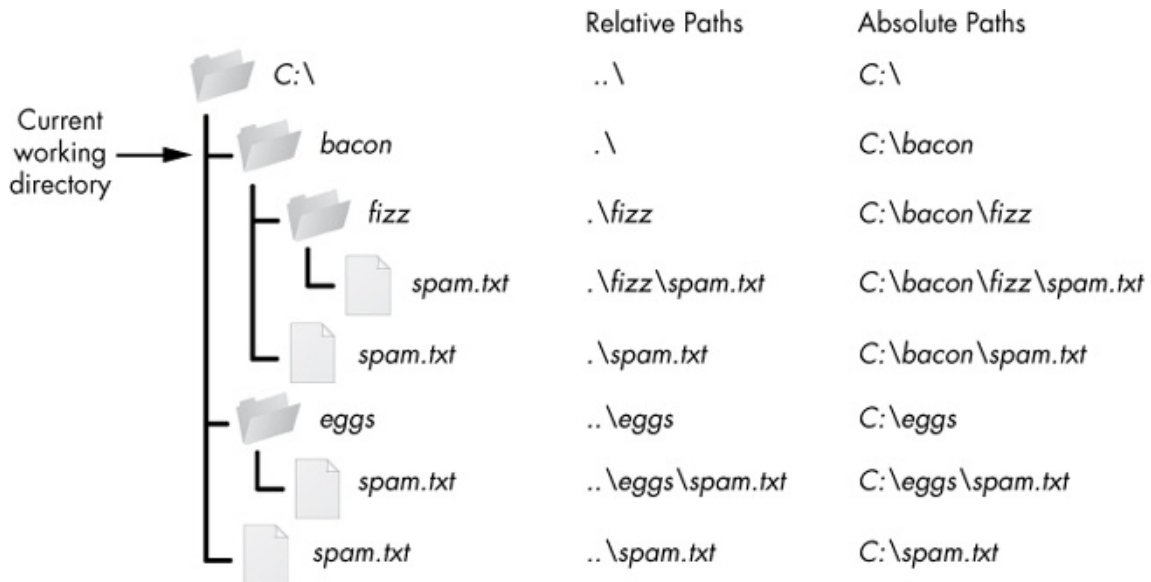 Relative Paths Absolute Paths
C:\ ..\ C:\
Current
working
directory
bacon .\ C:\bacon
fizz .\fizz C:\bacon\fizz
spam.txt .\fizz\spam.txt C:\bacon\fizz\spam.txt
spam.txt .\spam.txt C:\bacon\spam.txt
eggs ..\eggs C:\eggs
spam.txt ..\eggs\spam.txt C:\eggs\spam.txt
spam.txt ..\spam.txt C:\spam.txt